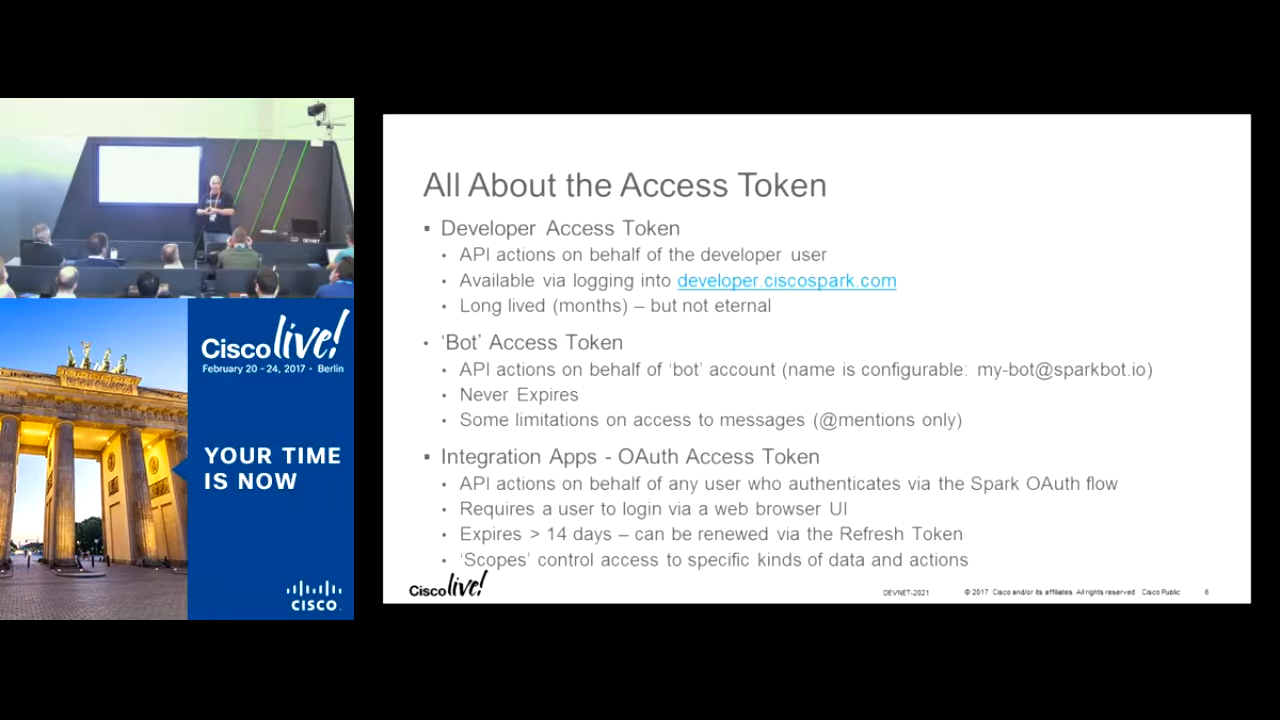 All About the Access Token
▪ Developer Access Token
• API actions on behalf of the developer user
• Available via logging into developer.ciscospark.com
• Long lived (months) – but not eternal
• ‘Bot’ Access Token
• API actions on behalf of ‘bot’ account (name is configurable: my-bot@sparkbot.io)
• Never Expires
• Some limitations on access to messages (@mentions only)
▪ Integration Apps - OAuth Access Token
• API actions on behalf of any user who authenticates via the Spark OAuth flow
• Requires a user to login via a web browser UI
• Expires > 14 days – can be renewed via the Refresh Token
• ‘Scopes’ control access to specific kinds of data and actions
Cisco live!
DEVNET-2021
© 2017 Cisco and/or its affiliates. All rights reserved Cisco Public
6
DEVNET
Cisco live!
February 20 - 24, 2017 • Berlin
YOUR TIME
IS NOW
CISCO